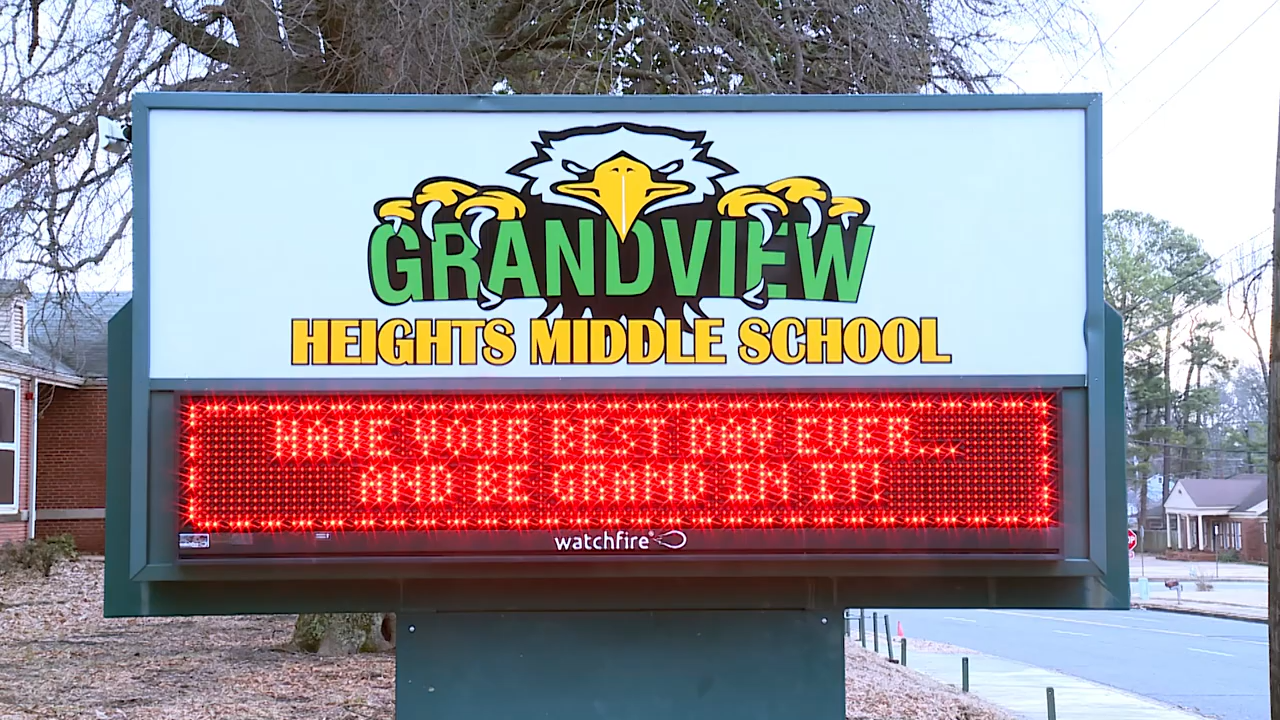 GRANDVIEW
HEIGHTS MIDDLE SCHOOL
HAVE YOUR BEST DAY EVER...
AND BE GRAND IN IT!
watchfire®